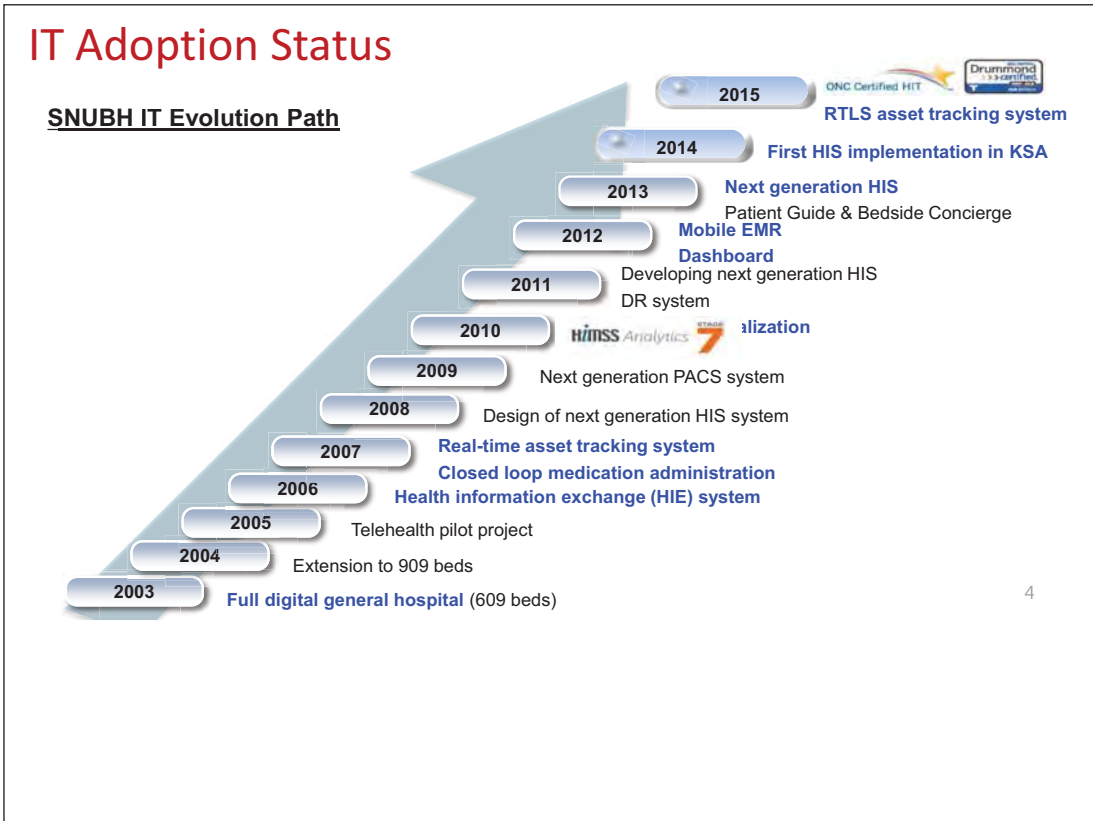 IT Adoption Status
SNUBH IT Evolution Path
2015
ONC Certified HIT
Drummond
certified
RTLS asset tracking system
2014
First HIS implementation in KSA
2013
Next generation HIS
Patient Guide & Bedside Concierge
2012
Mobile EMR
Dashboard
2011
Developing next generation HIS
DR system
2010
HIMSS Analytics
STAGE
7
alization
2009
Next generation PACS system
2008
Design of next generation HIS system
2007
Real-time asset tracking system
Closed loop medication administration
2006
Health information exchange (HIE) system
2005
Telehealth pilot project
2004
Extension to 909 beds
2003
Full digital general hospital (609 beds)
4